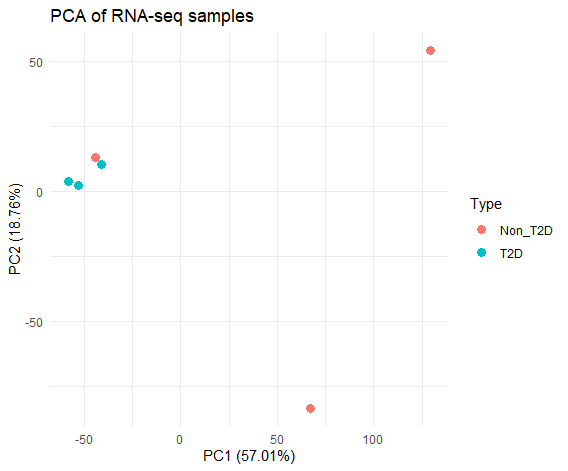 PCA of RNA-seq samples
50
0
-50
PC2 (18.76%)
-50
0
50
100
PC1 (57.01%)
Type
Non_T2D
T2D